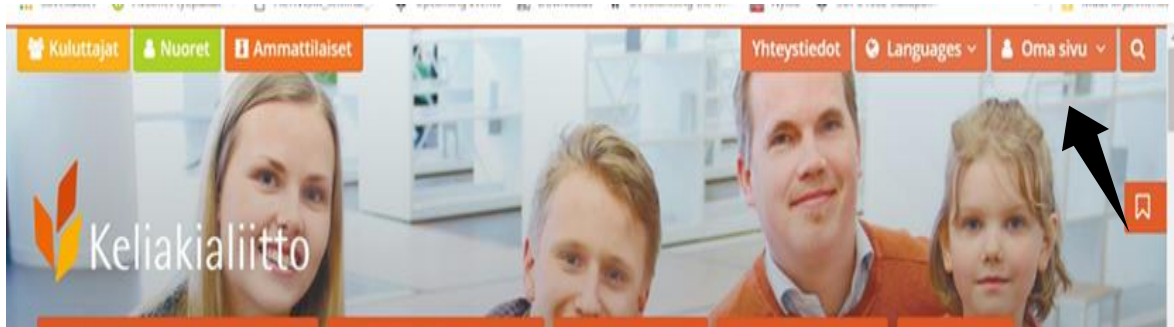 Kuluttajat Nuoret Ammattilaiset Yhteystiedot Languages Oma sivu
Keliakialiitto